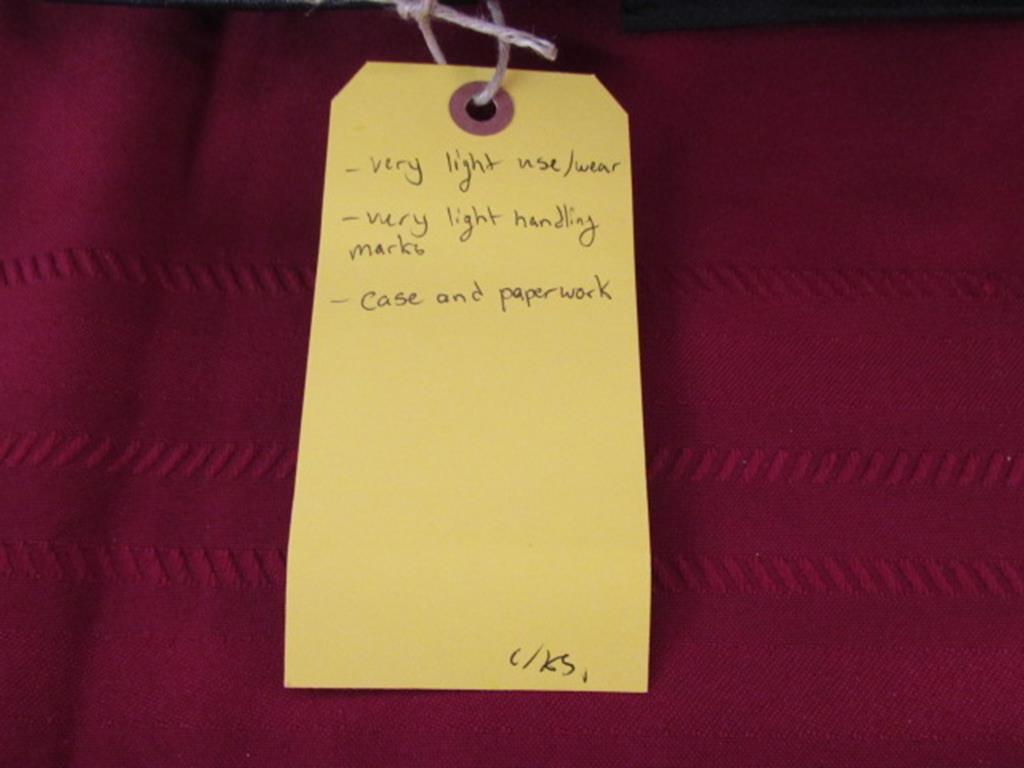 - very light use/wear
- very light handling
marks
- case and paperwork
c/KS,